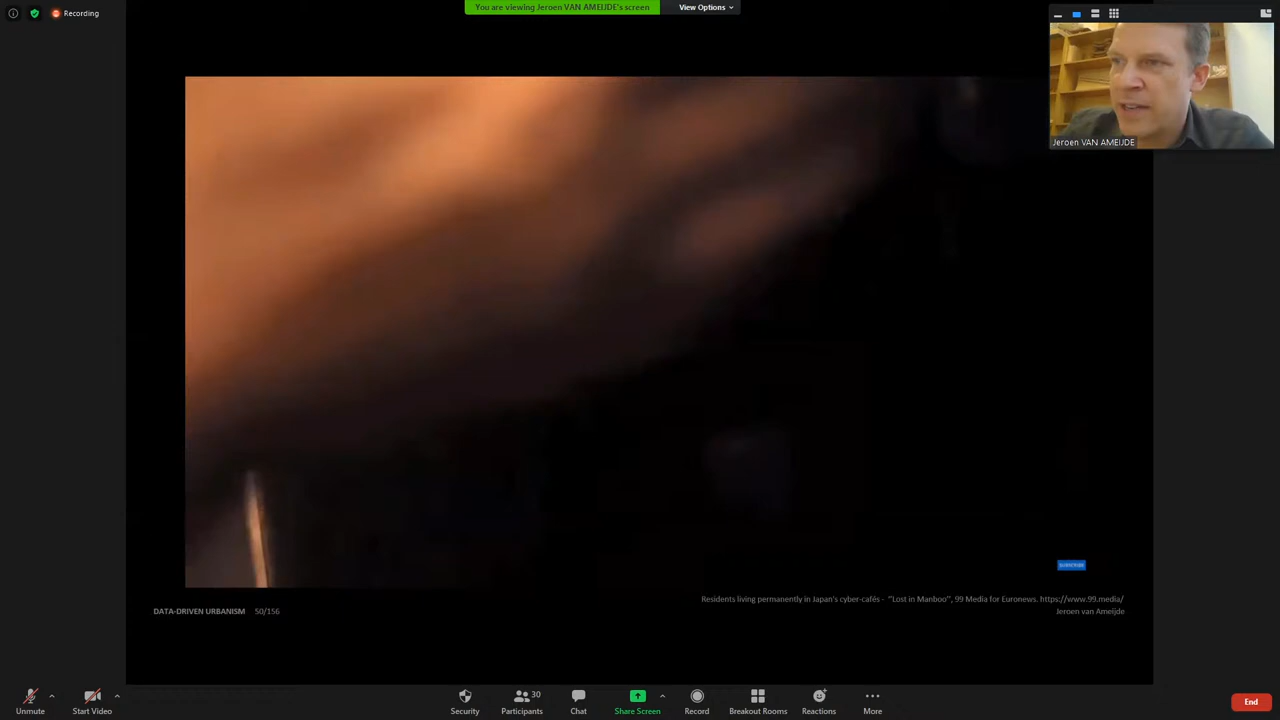 Recording
You are viewing Jeroen VAN AMEIJDE's screen
View Options
Jeroen VAN AMEIJDE
Residents living permanently in Japan's cyber-cafés - "Lost in Manboo", 99 Media for Euronews. https://www.99.media/
DATA-DRIVEN URBANISM 50/156
Jeroen van Ameijde
Unmute
Start Video
Security
Participants
30
Chat
Share Screen
Record
Breakout Rooms
Reactions
More
End